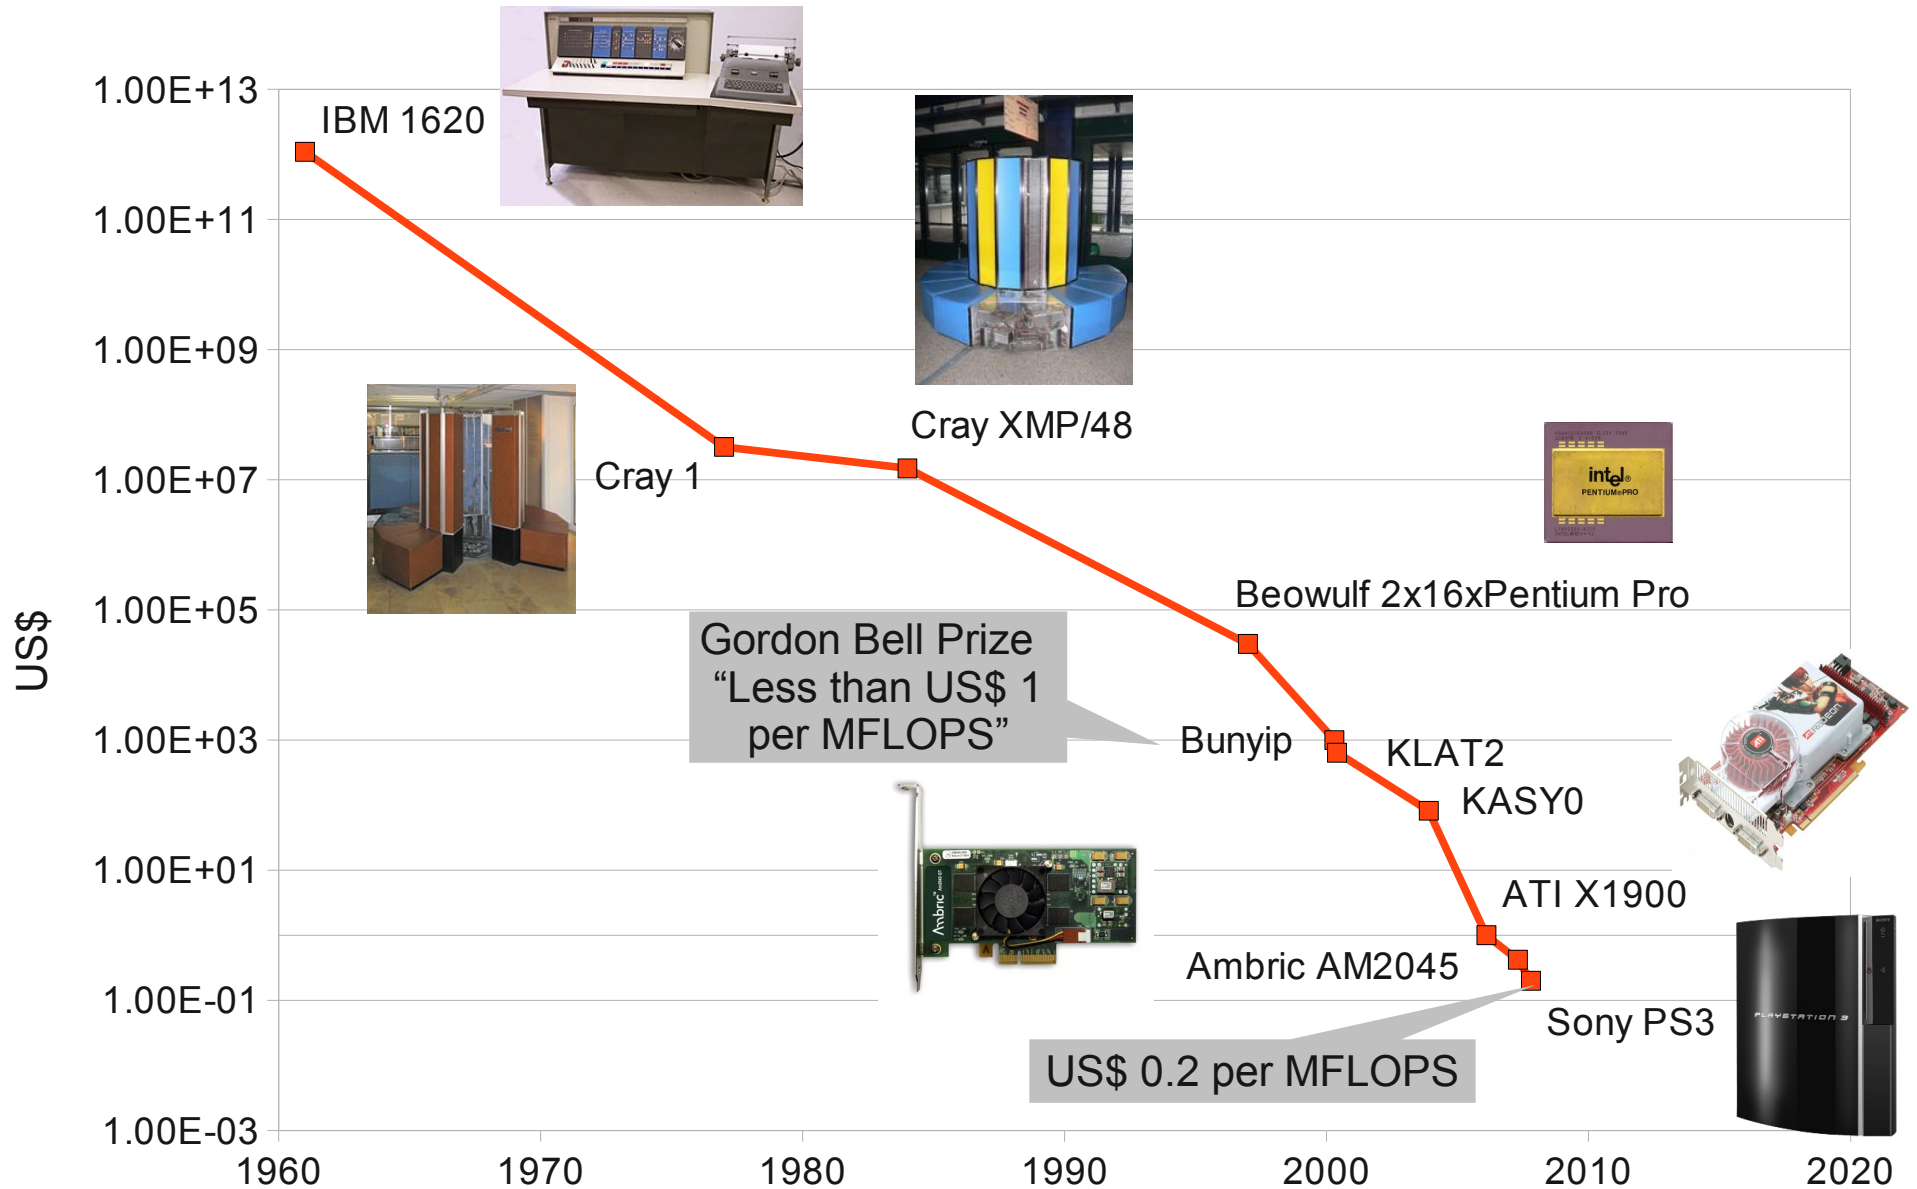 1.00E+13
1.00E+11
1.00E+09
1.00E+07
1.00E+05
1.00E+03
1.00E+01
1.00E-01
1.00E-03
US$
1960
1970
1980
1990
2000
2010
2020
IBM 1620
Cray 1
Cray XMP/48
Beowulf 2x16xPentium Pro
Gordon Bell Prize
“Less than US$ 1
per MFLOPS”
Bunyip
KLAT2
KASY0
ATI X1900
Ambric AM2045
Sony PS3
US$ 0.2 per MFLOPS
intel®
PENTIUM®PRO
Ambric
ATI
RADEON
SONY
PLAYSTATION 3